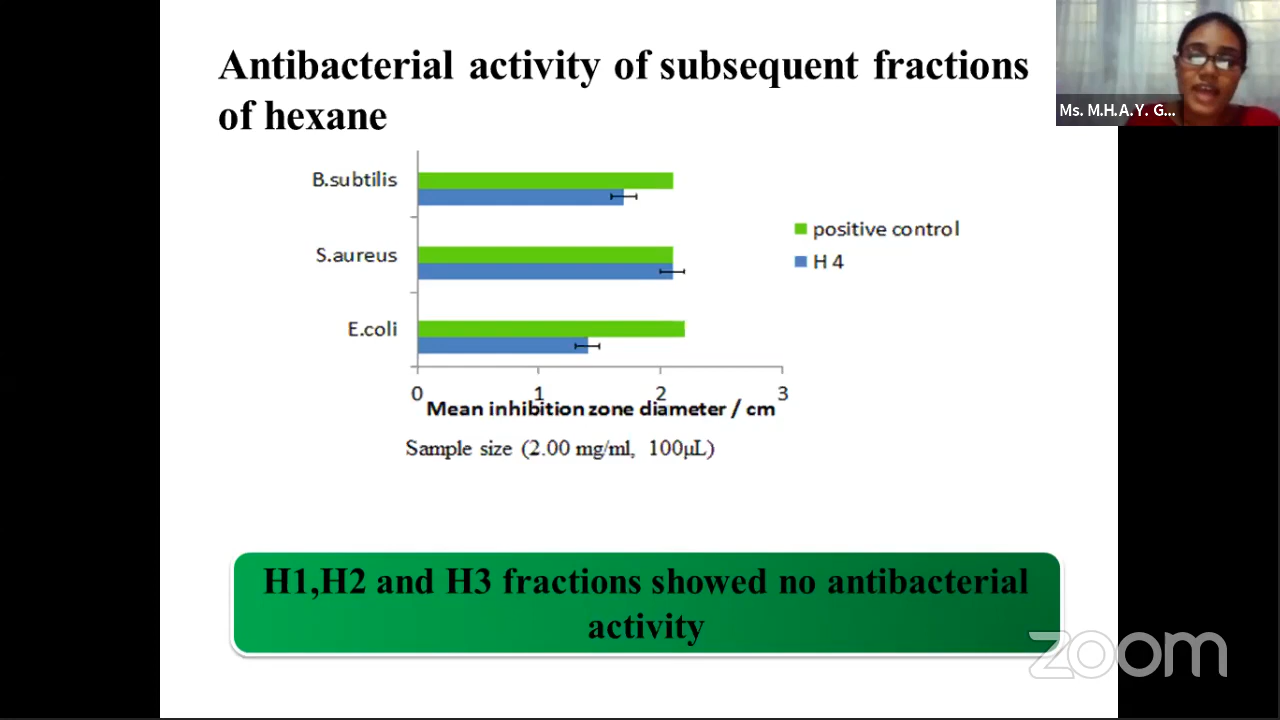 Antibacterial activity of subsequent fractions
of hexane
Ms. M.H.A.Y. G...
B.subtilis
S.aureus
E.coli
positive control
H 4
0 1 2 3
Mean inhibition zone diameter / cm
Sample size (2.00 mg/ml, 100µL)
H1,H2 and H3 fractions showed no antibacterial
activity
zoom